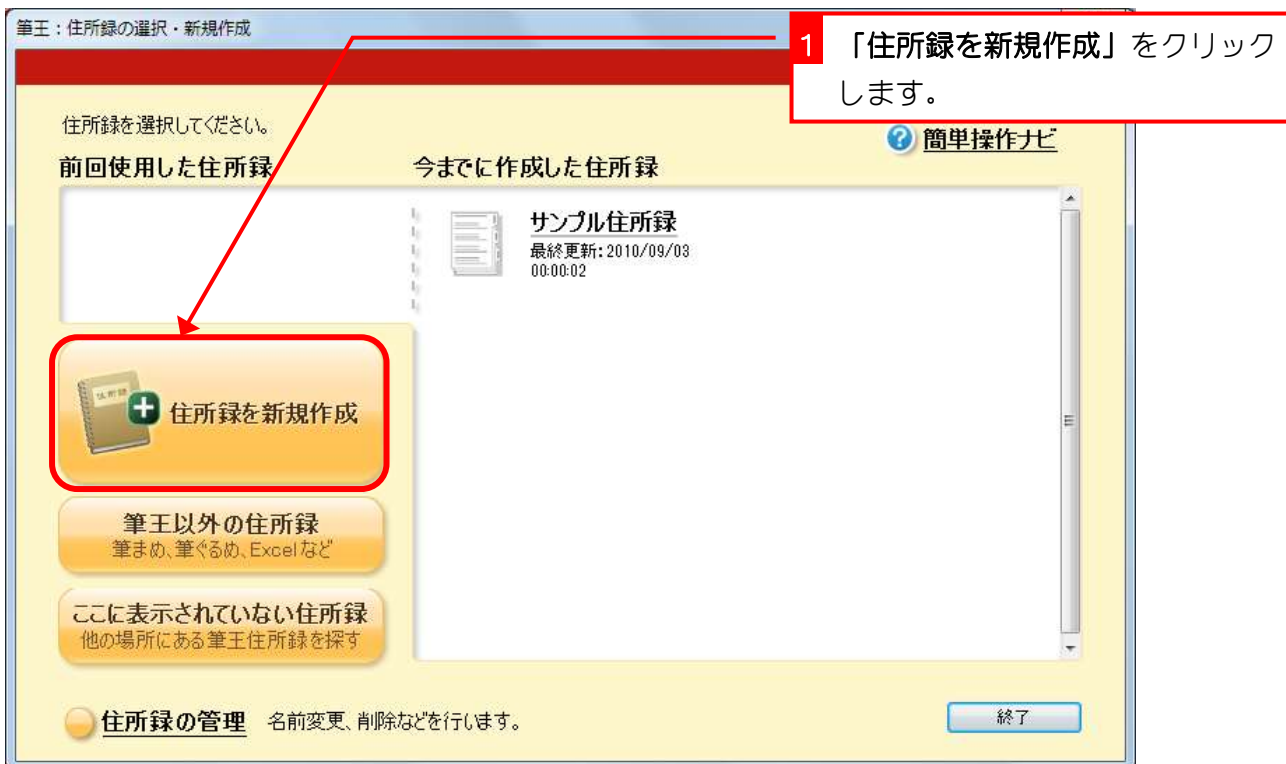 筆王:住所録の選択・新規作成
1 「住所録を新規作成」をクリック
します。
住所録を選択してください。
簡単操作ナビ
前回使用した住所録
今までに作成した住所録
サンプル住所録
最終更新:2010/09/03
00:00:02
住所録
住所録を新規作成
筆王以外の住所録
筆まめ、筆ぐるめ、Excelなど
ここに表示されていない住所録
他の場所にある筆王住所録を探す
住所録の管理 名前変更、削除などを行います。
終了